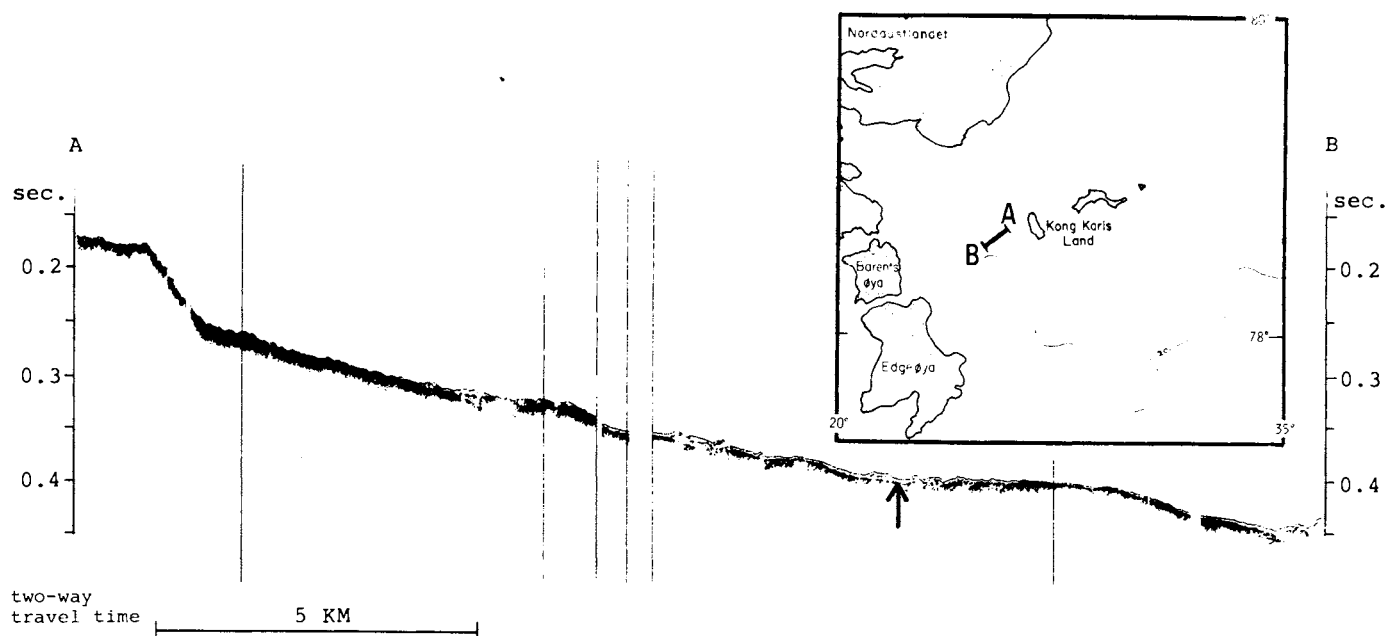 80°
Nordaustlandet
A
B
sec.
sec.
A
Kong Karls
Land
B
0.2
0.2
Barents
øya
78°
0.3
0.3
Edgeøya
20°
35°
0.4
0.4
two-way
travel time
5 KM